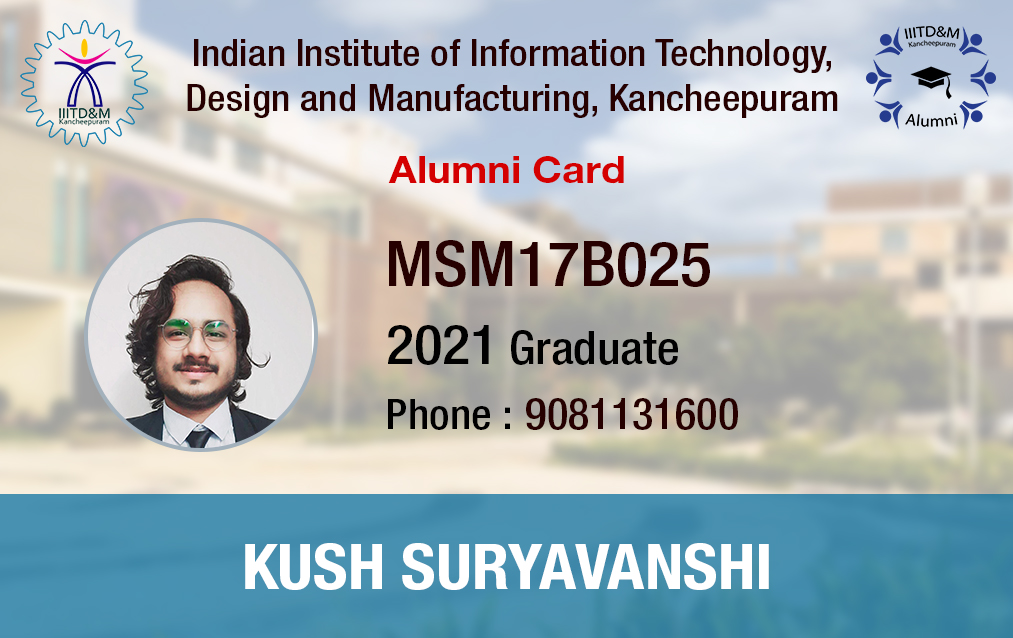 Indian Institute of Information Technology,
Design and Manufacturing, Kancheepuram
IIITD&M
Kancheepuram
IIITD&M
Kancheepuram
Alumni
Alumni Card
MSM17B025
2021 Graduate
Phone : 9081131600
KUSH SURYAVANSHI